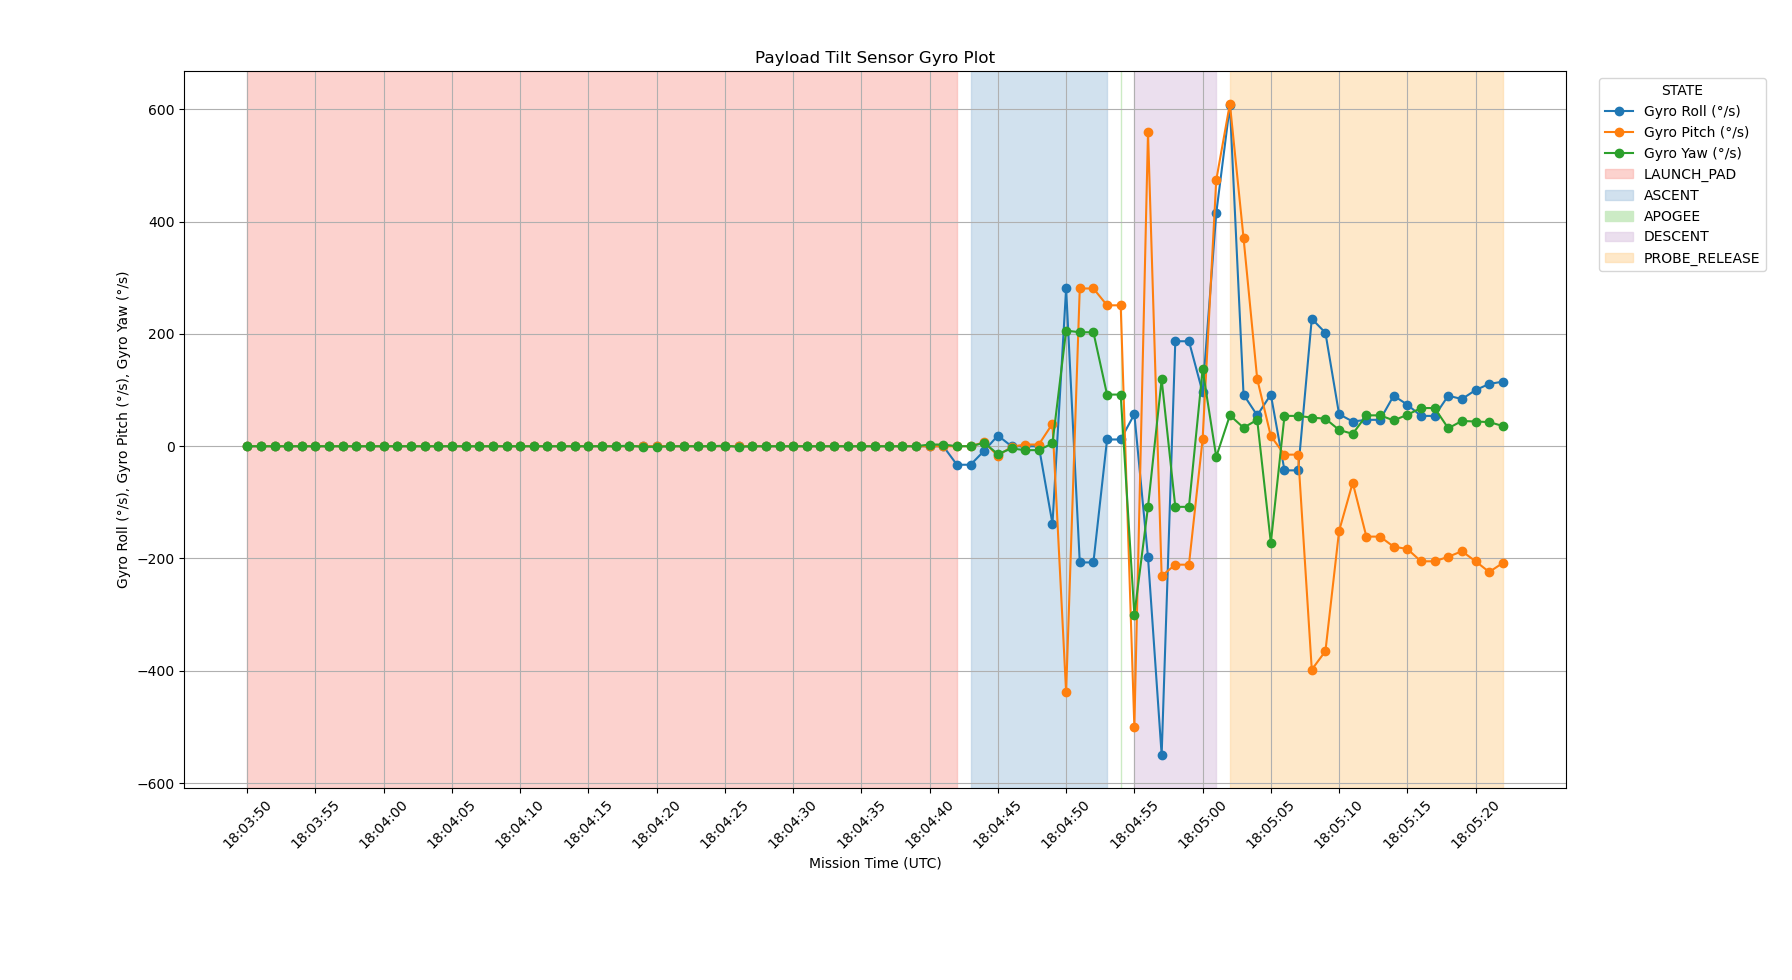 Payload Tilt Sensor Gyro Plot
STATE
Gyro Roll (°/s)
Gyro Pitch (°/s)
Gyro Yaw (°/s)
LAUNCH_PAD
ASCENT
APOGEE
DESCENT
PROBE_RELEASE
Gyro Roll (°/s), Gyro Pitch (°/s), Gyro Yaw (°/s)
600
400
200
0
−200
−400
−600
18:03:50
18:03:55
18:04:00
18:04:05
18:04:10
18:04:15
18:04:20
18:04:25
18:04:30
18:04:35
18:04:40
18:04:45
18:04:50
18:04:55
18:05:00
18:05:05
18:05:10
18:05:15
18:05:20
Mission Time (UTC)